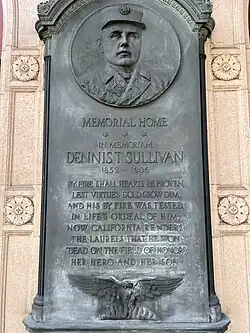 MEMORIAL HOME
IN MEMORIAM
DENNIS T. SULLIVAN
1852 — 1906
BY FIRE SHALL HEARTS BE PROVEN,
LEST VIRTUE'S GOLD GROW DIM,
AND HIS BY FIRE WAS TESTED,
IN LIFE'S ORDEAL OF HIM.
NOW CALIFORNIA RENDERS
THE LAURELS THAT HE WON—
"DEAD ON THE FIELD OF HONOR"
HER HERO AND HER SON.